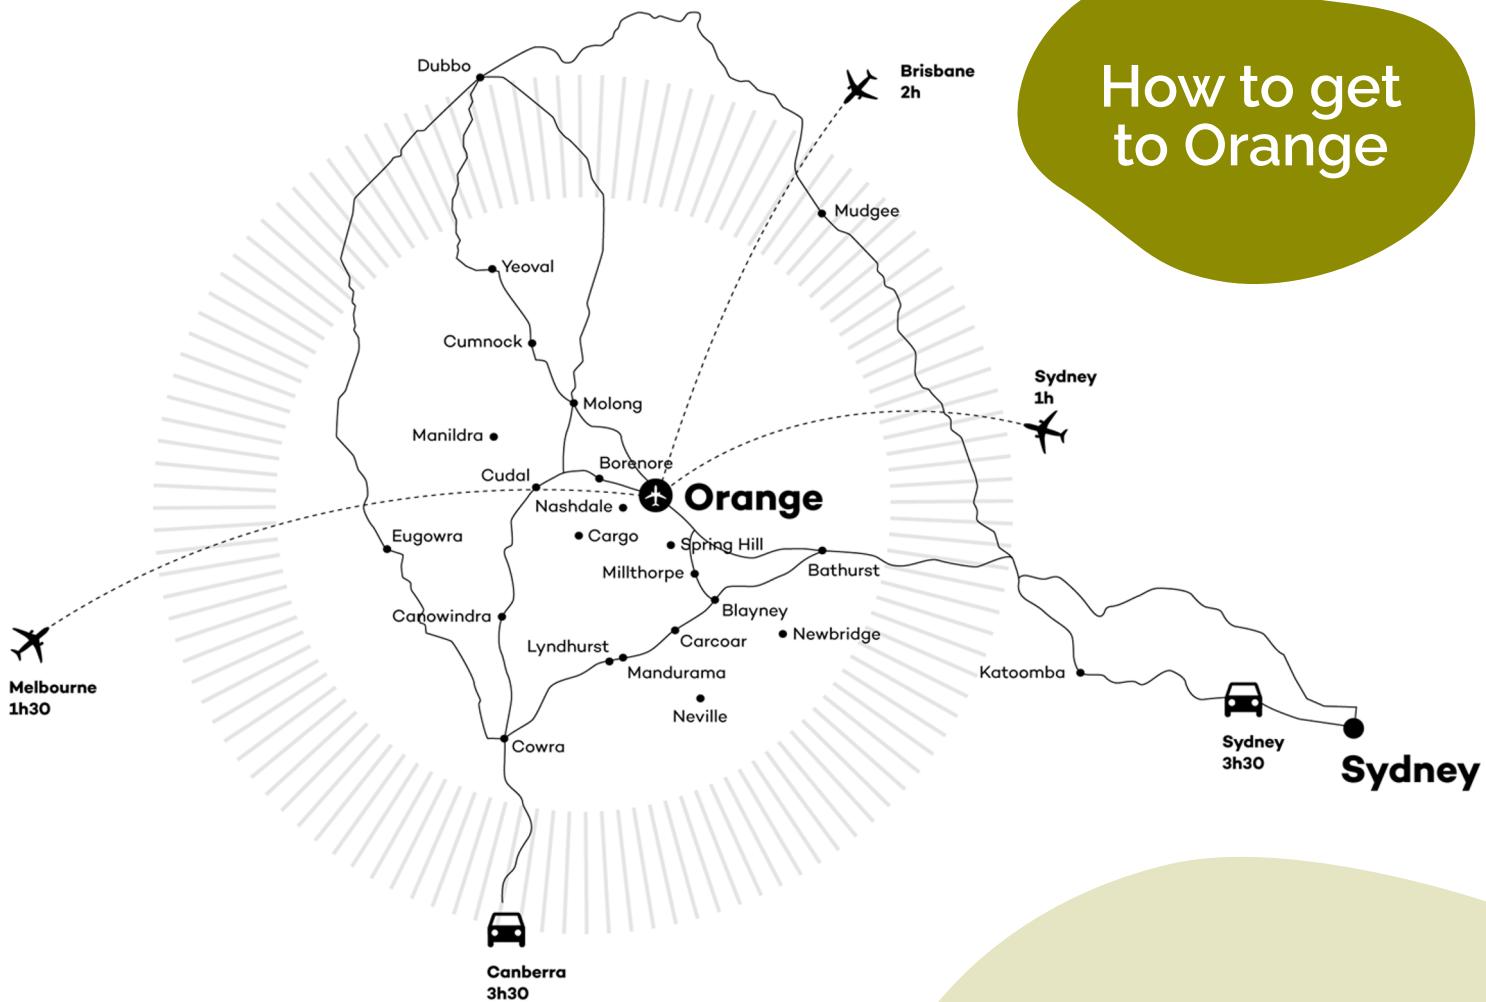 How to get
to Orange
Dubbo
Brisbane
2h
Mudgee
Yeoval
Cumnock
Sydney
1h
Molong
Manildra
Borenore
Cudal
Orange
Nashdale
Cargo
Eugowra
Spring Hill
Millthorpe
Bathurst
Canowindra
Blayney
Newbridge
Carcoar
Lyndhurst
Mandurama
Katoomba
Melbourne
1h30
Neville
Cowra
Sydney
3h30
Sydney
Canberra
3h30